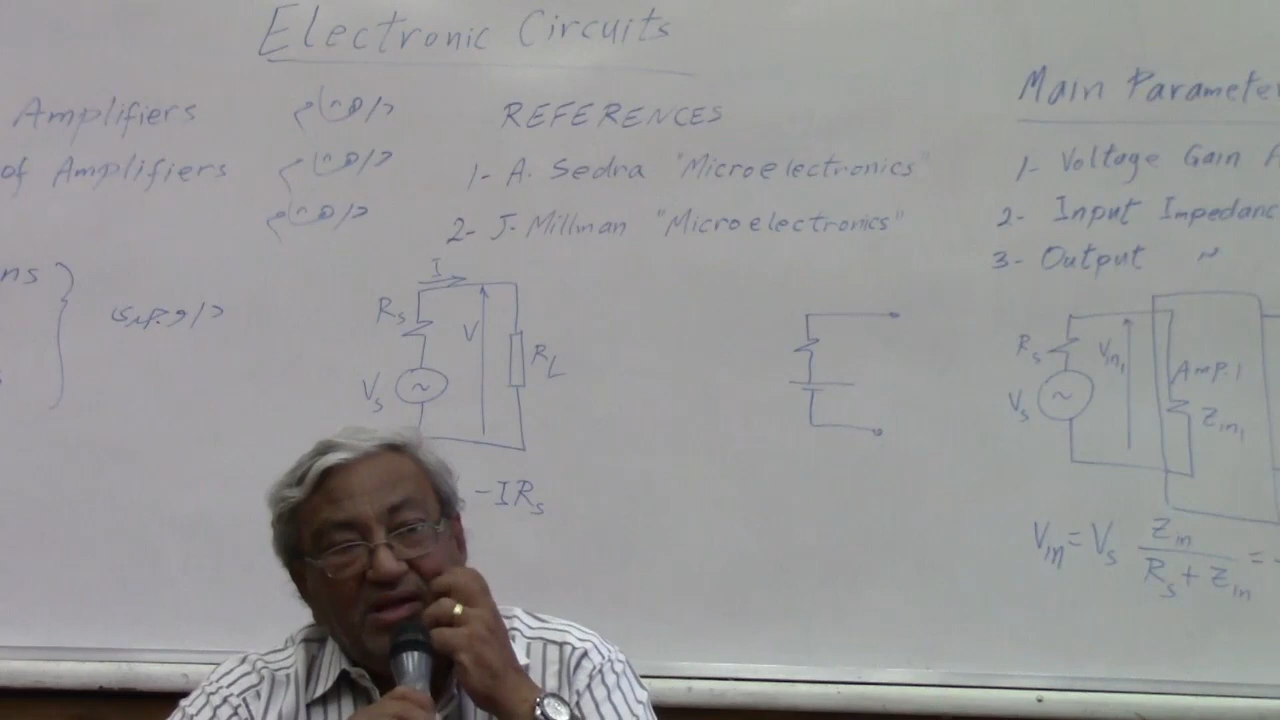 Electronic Circuits
Amplifiers
of Amplifiers
ns
REFERENCES
1- A. Sedra "Microelectronics"
2- J. Millman "Microelectronics"
I
Rs
V
RL
Vs
-IRs
Main Paramete
1- Voltage Gain A
2- Input Impedanc
3- Output "
Rs
Vin1
Vs
Amp.1
Zin1
Vin = Vs Zin / Rs + Zin =